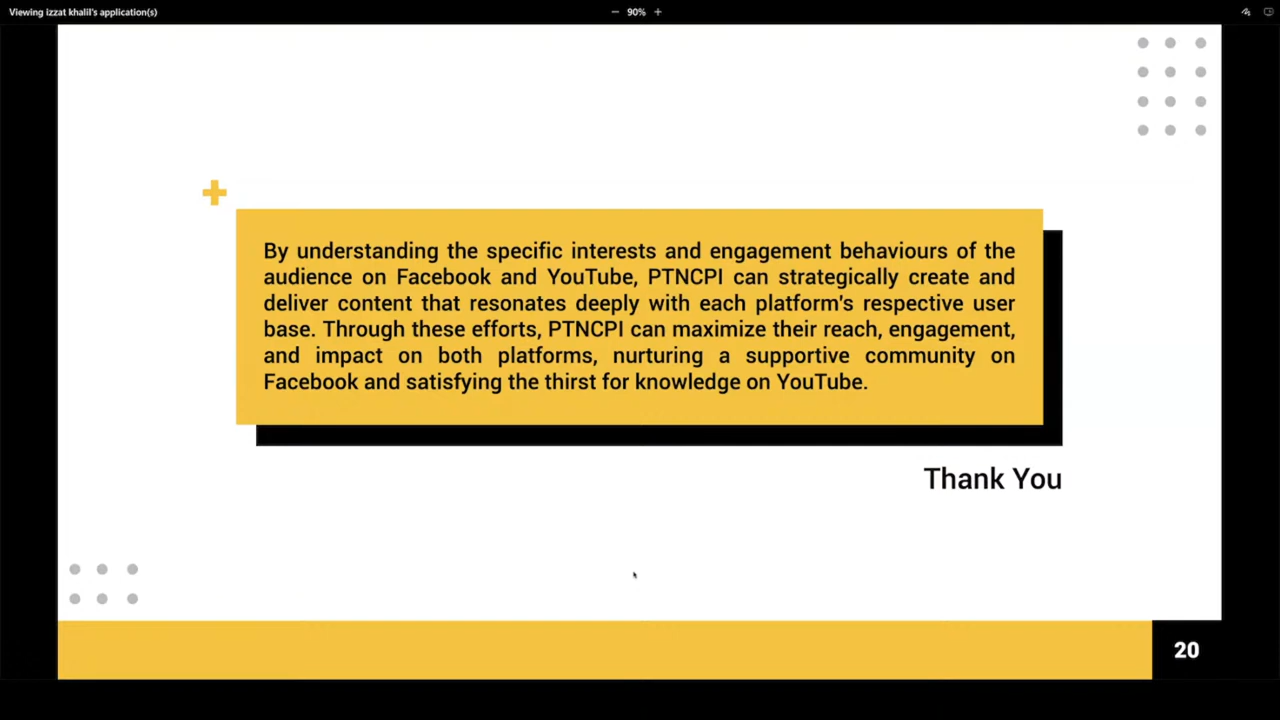 Viewing izzat khalil's application(s)
90%
By understanding the specific interests and engagement behaviours of the
audience on Facebook and YouTube, PTNCPI can strategically create and
deliver content that resonates deeply with each platform's respective user
base. Through these efforts, PTNCPI can maximize their reach, engagement,
and impact on both platforms, nurturing a supportive community on
Facebook and satisfying the thirst for knowledge on YouTube.
Thank You
20